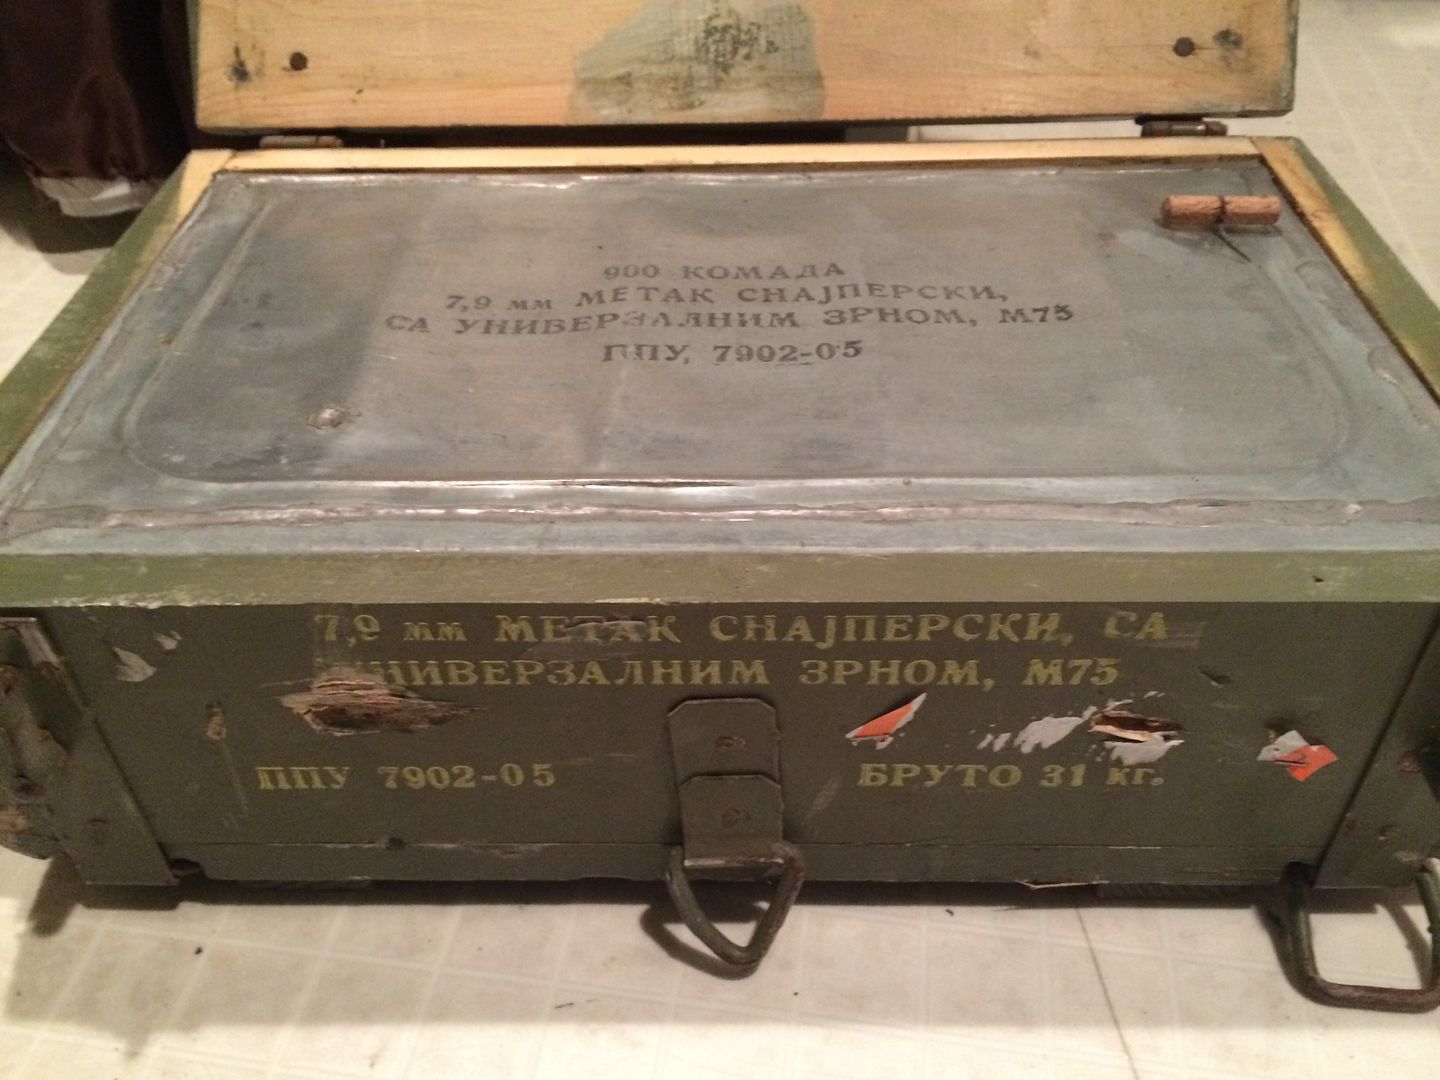 900 КОМАДА
7,9 мм МЕТАК СНАЈПЕРСКИ,
СА УНИВЕРЗАЛНИМ ЗРНОМ, М75
ППУ, 7902-05
7,9 мм МЕТАК СНАЈПЕРСКИ, СА
УНИВЕРЗАЛНИМ ЗРНОМ, М75
ППУ 7902-05
БРУТО 31 кг.